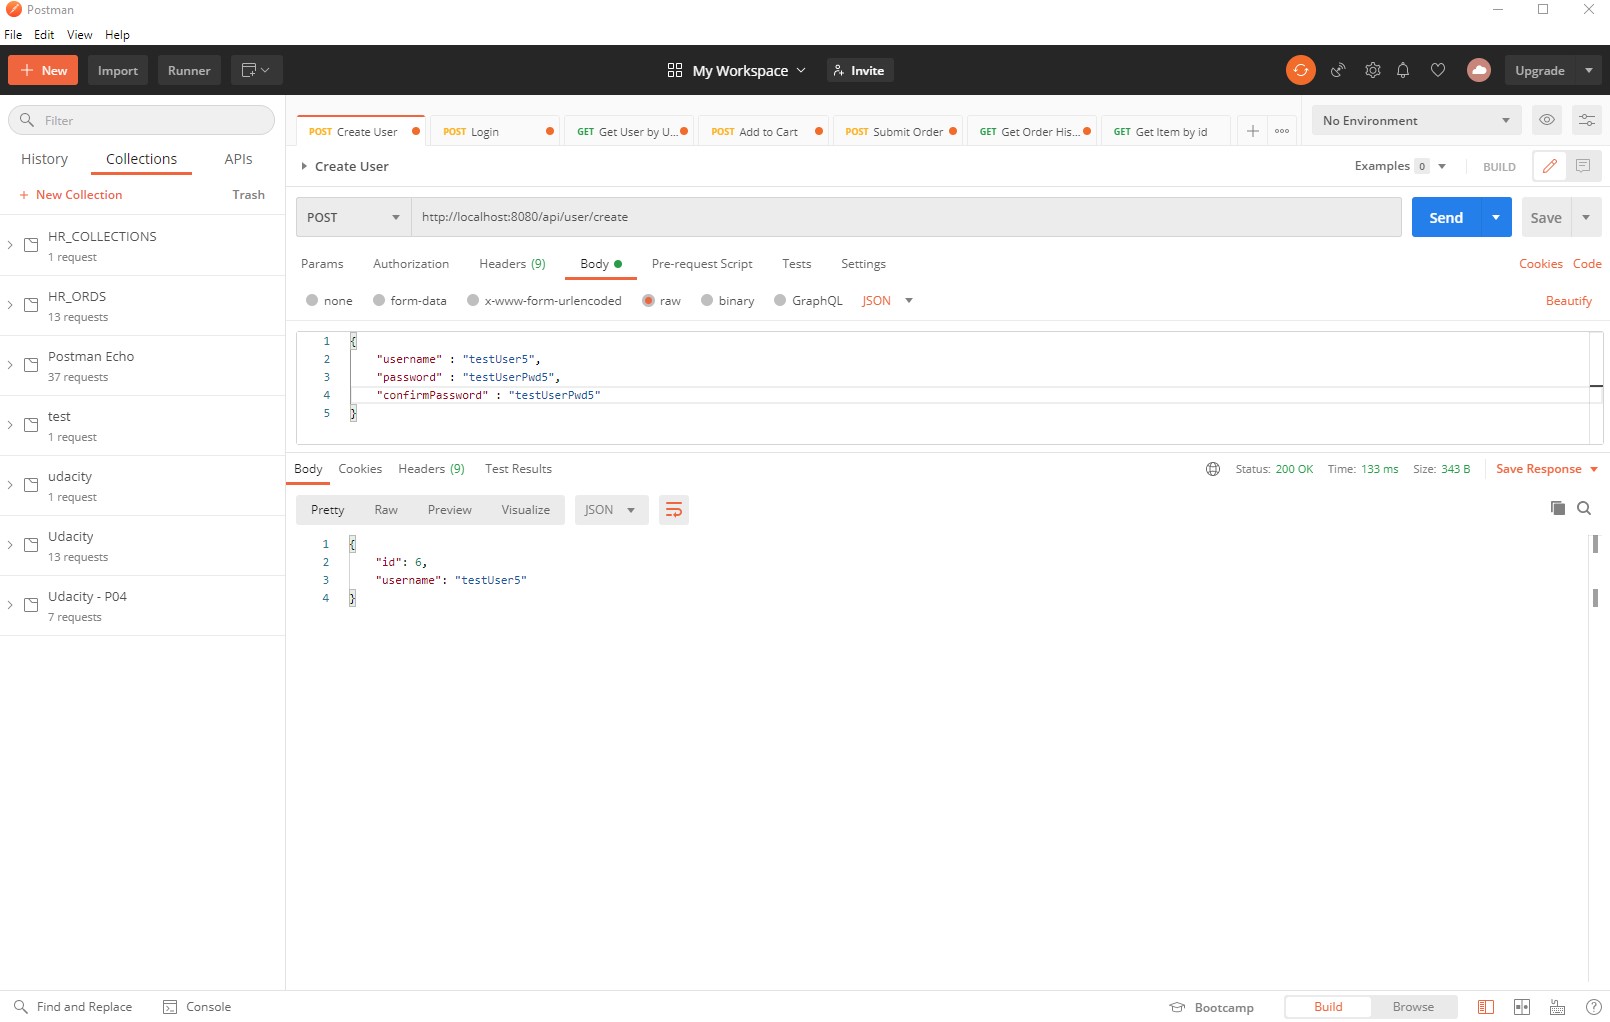 Postman
File Edit View Help
+ New Import Runner My Workspace Invite Upgrade
Filter
History Collections APIs
+ New Collection Trash
HR_COLLECTIONS
1 request
HR_ORDS
13 requests
Postman Echo
37 requests
test
1 request
udacity
1 request
Udacity
13 requests
Udacity - P04
7 requests
POST Create User POST Login GET Get User by U... POST Add to Cart POST Submit Order GET Get Order His... GET Get Item by id + ooo No Environment
Create User Examples 0 BUILD
POST http://localhost:8080/api/user/create Send Save
Params Authorization Headers (9) Body Pre-request Script Tests Settings Cookies Code
none form-data x-www-form-urlencoded raw binary GraphQL JSON Beautify
1 {
2 "username" : "testUser5",
3 "password" : "testUserPwd5",
4 "confirmPassword" : "testUserPwd5"
5 }
Body Cookies Headers (9) Test Results Status: 200 OK Time: 133 ms Size: 343 B Save Response
Pretty Raw Preview Visualize JSON
1 {
2 "id": 6,
3 "username": "testUser5"
4 }
Find and Replace Console Bootcamp Build Browse ?